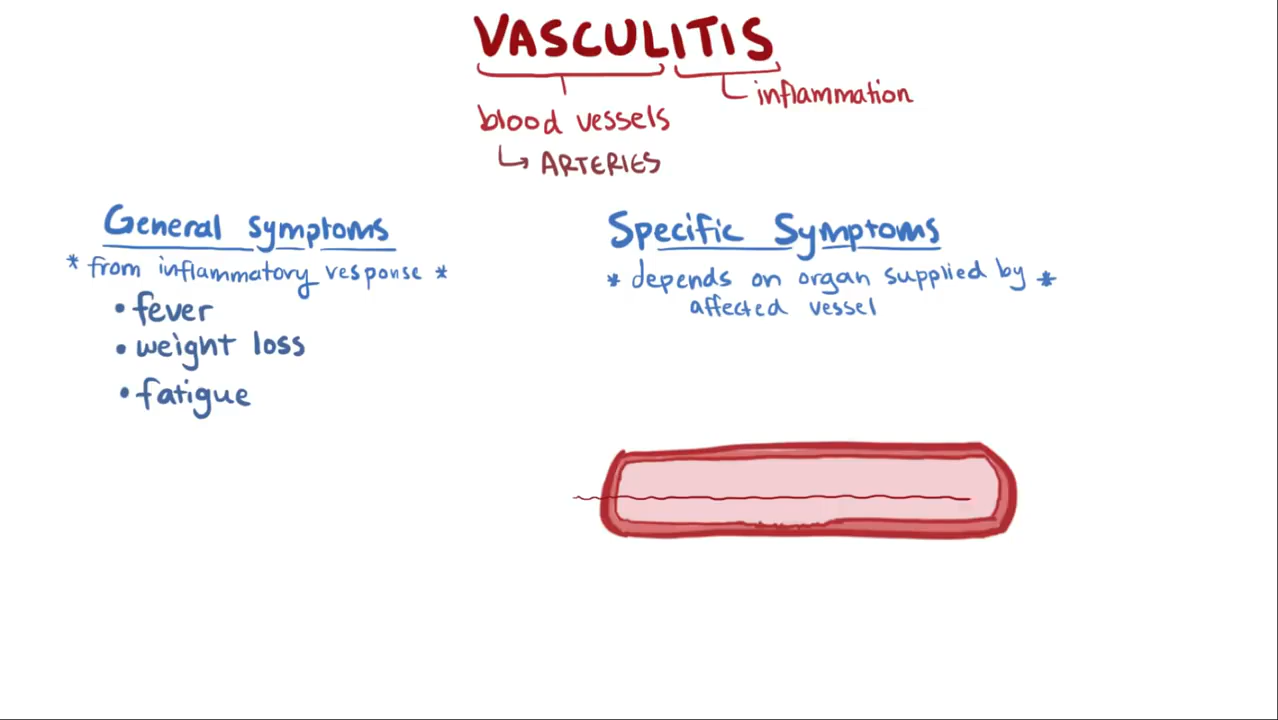 VASCULITIS
inflammation
blood vessels
↳ ARTERIES
General Symptoms
* from inflammatory response *
• fever
• weight loss
• fatigue
Specific Symptoms
* depends on organ supplied by *
affected vessel